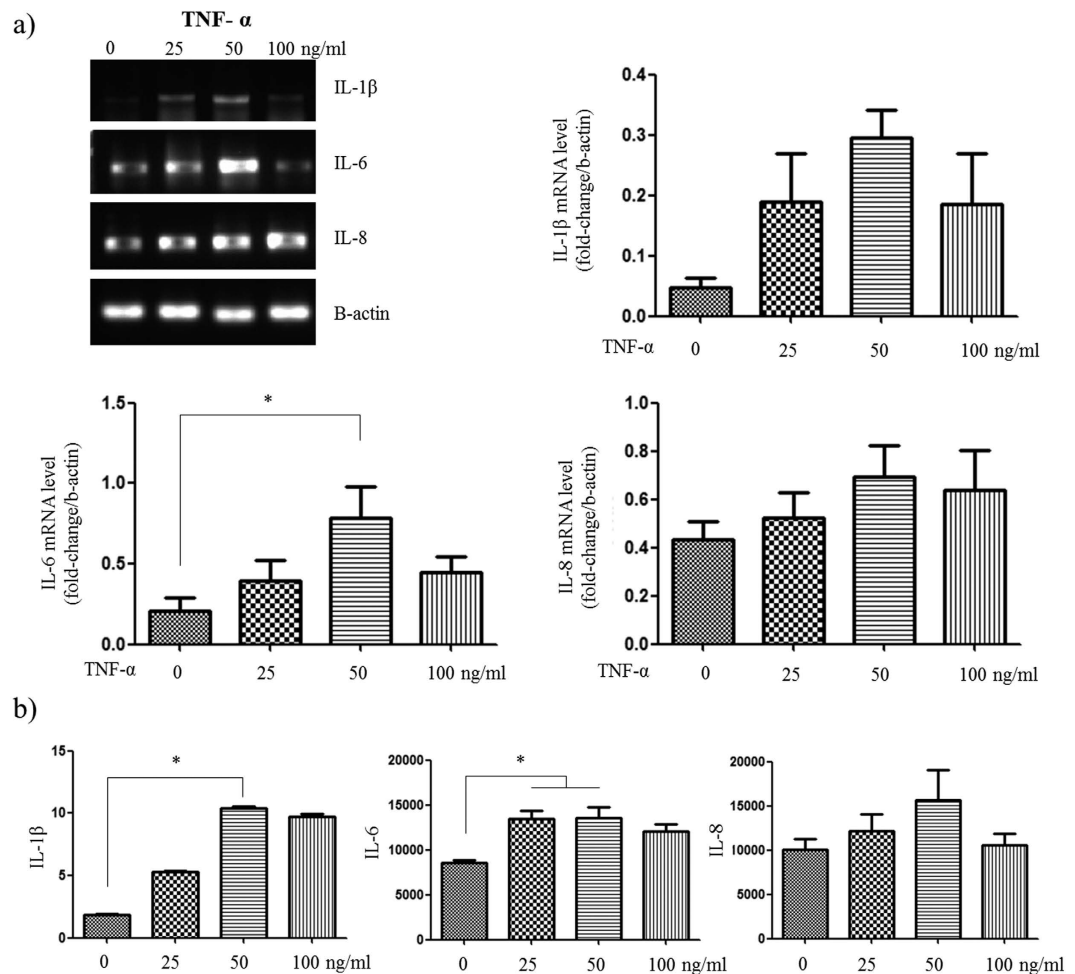 a)
TNF- α
0 25 50 100 ng/ml
IL-1β
IL-6
IL-8
B-actin
IL-1β mRNA level
(fold-change/b-actin)
0.4
0.3
0.2
0.1
0.0
TNF-α 0 25 50 100 ng/ml
IL-6 mRNA level
(fold-change/b-actin)
1.5
1.0
0.5
0.0
*
TNF-α 0 25 50 100 ng/ml
IL-8 mRNA level
(fold-change/b-actin)
1.0
0.8
0.6
0.4
0.2
0.0
TNF-α 0 25 50 100 ng/ml
b)
IL-1β
15
10
5
0
*
0 25 50 100 ng/ml
IL-6
20000
15000
10000
5000
0
*
0 25 50 100 ng/ml
IL-8
20000
15000
10000
5000
0
0 25 50 100 ng/ml